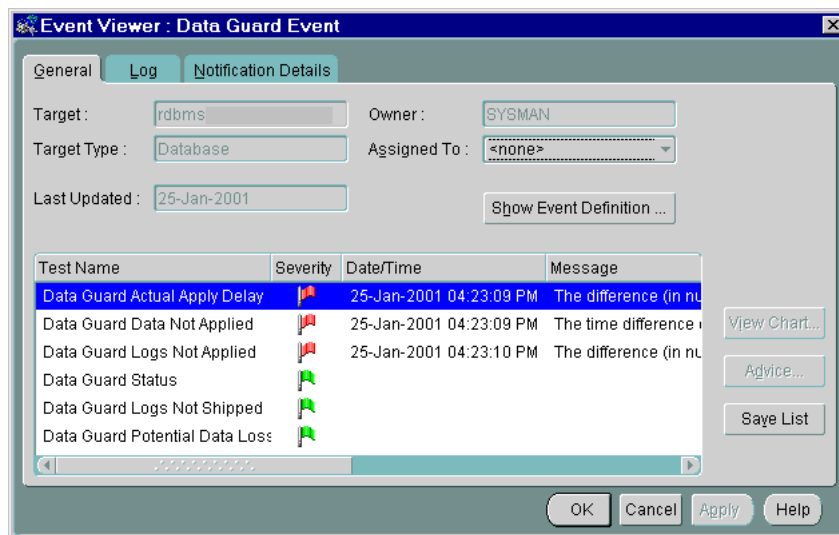 Event Viewer : Data Guard Event
General Log Notification Details
Target : rdbms Owner : SYSMAN
Target Type : Database Assigned To : <none>
Last Updated : 25-Jan-2001 Show Event Definition ...
Test Name Severity Date/Time Message
Data Guard Actual Apply Delay 25-Jan-2001 04:23:09 PM The difference (in nu
Data Guard Data Not Applied 25-Jan-2001 04:23:09 PM The time difference
Data Guard Logs Not Applied 25-Jan-2001 04:23:10 PM The difference (in nu
Data Guard Status
Data Guard Logs Not Shipped
Data Guard Potential Data Loss
View Chart...
Advice...
Save List
OK Cancel Apply Help